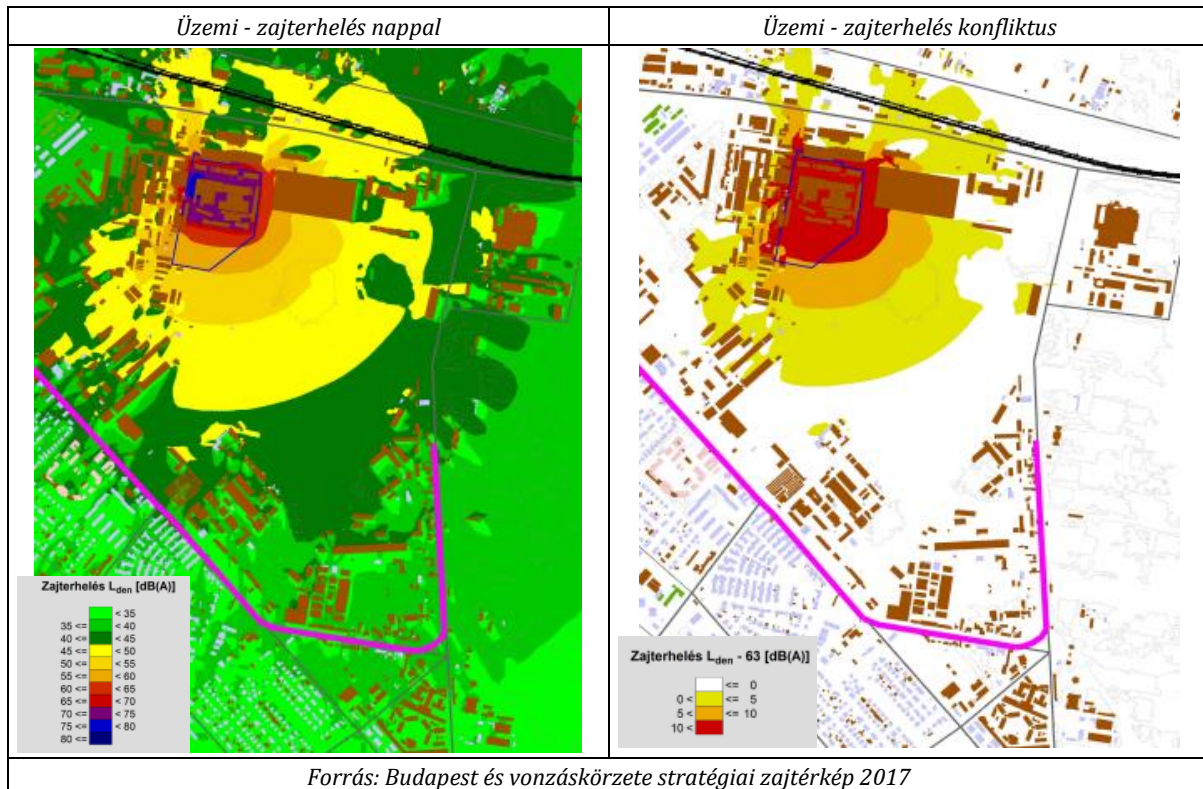 Üzemi - zajterhelés nappal
Üzemi - zajterhelés konfliktus
Zajterhelés Lden [dB(A)]
< 35
35 <= < 40
40 <= < 45
45 <= < 50
50 <= < 55
55 <= < 60
60 <= < 65
65 <= < 70
70 <= < 75
75 <= < 80
80 <=
Zajterhelés Lden - 63 [dB(A)]
<= 0
0 < <= 5
5 < <= 10
10 <
Forrás: Budapest és vonzáskörzete stratégiai zajtérkép 2017